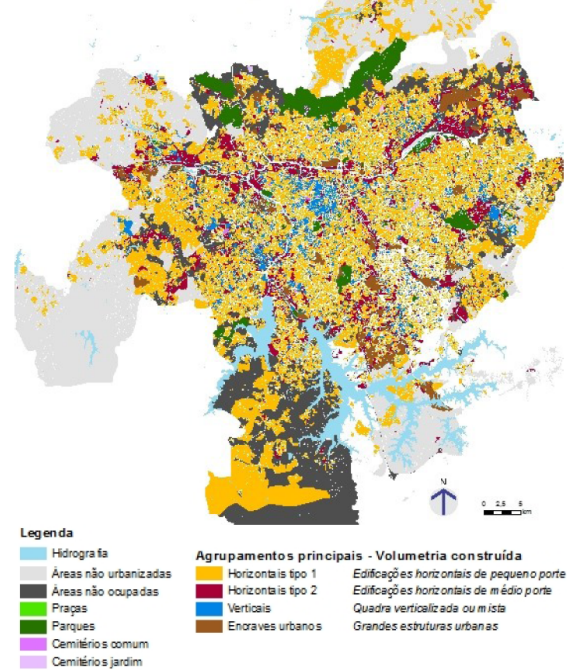 N
0 2,5 5
km
Legenda
Hidrografia
Áreas não urbanizadas
Áreas não ocupadas
Praças
Parques
Cemitérios comum
Cemitérios jardim
Agrupamentos principais - Volumetria construída
Horizontais tipo 1 Edificações horizontais de pequeno porte
Horizontais tipo 2 Edificações horizontais de médio porte
Verticais Quadra verticalizada ou mista
Encraves urbanos Grandes estruturas urbanas